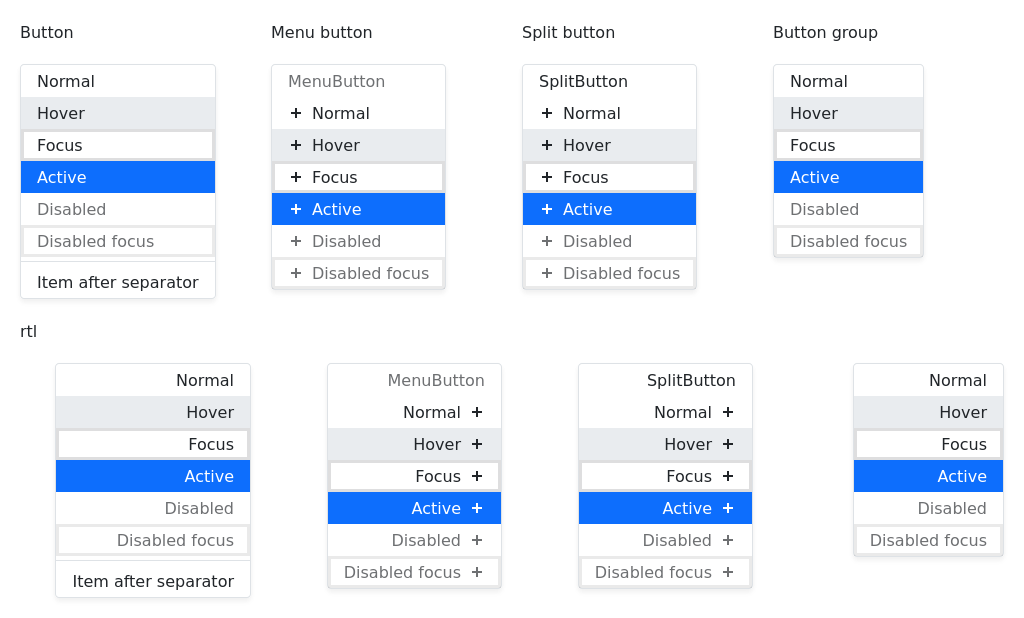 Button
Normal
Hover
Focus
Active
Disabled
Disabled focus
Item after separator
Menu button
MenuButton
Normal
Hover
Focus
Active
Disabled
Disabled focus
Split button
SplitButton
Normal
Hover
Focus
Active
Disabled
Disabled focus
Button group
Normal
Hover
Focus
Active
Disabled
Disabled focus
rtl
Normal
Hover
Focus
Active
Disabled
Disabled focus
Item after separator
MenuButton
Normal
Hover
Focus
Active
Disabled
Disabled focus
SplitButton
Normal
Hover
Focus
Active
Disabled
Disabled focus
Normal
Hover
Focus
Active
Disabled
Disabled focus